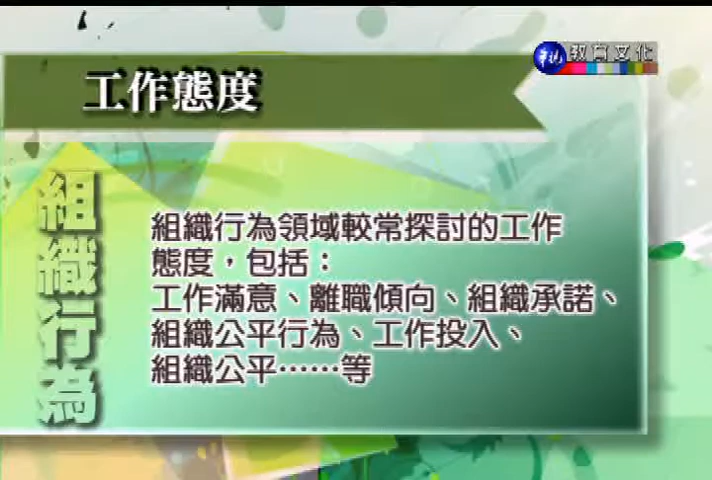 華視 教育文化
工作態度
組織行為
組織行為領域較常探討的工作
態度，包括：
工作滿意、離職傾向、組織承諾、
組織公平行為、工作投入、
組織公平……等